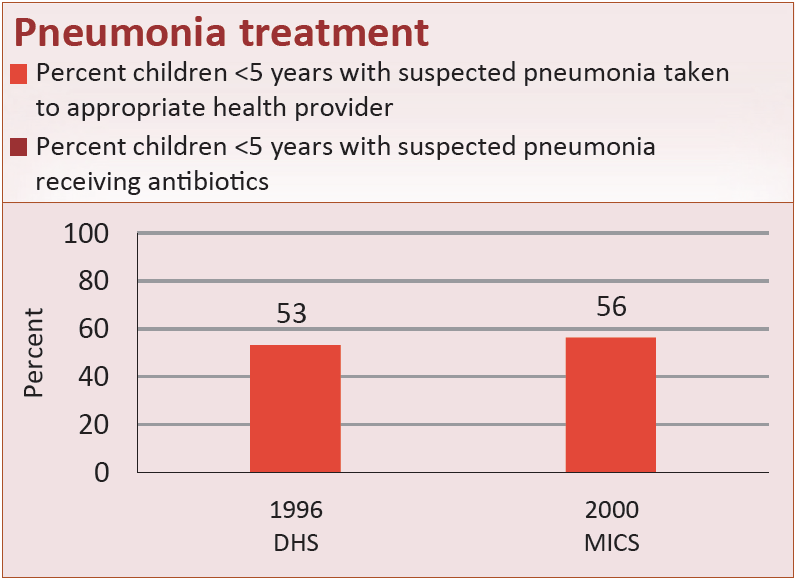 Pneumonia treatment
Percent children <5 years with suspected pneumonia taken
to appropriate health provider
Percent children <5 years with suspected pneumonia
receiving antibiotics
Percent
100
80
60
40
20
0
53
56
1996
DHS
2000
MICS